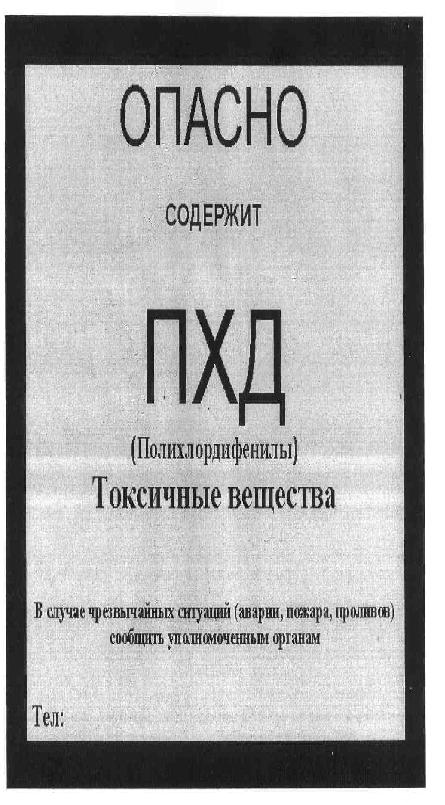 ОПАСНО
СОДЕРЖИТ
ПХД
(Полихлордифенилы)
Токсичные вещества
В случае чрезвычайных ситуаций (аварии, пожара, проливов)
сообщить уполномоченным органам
Тел: